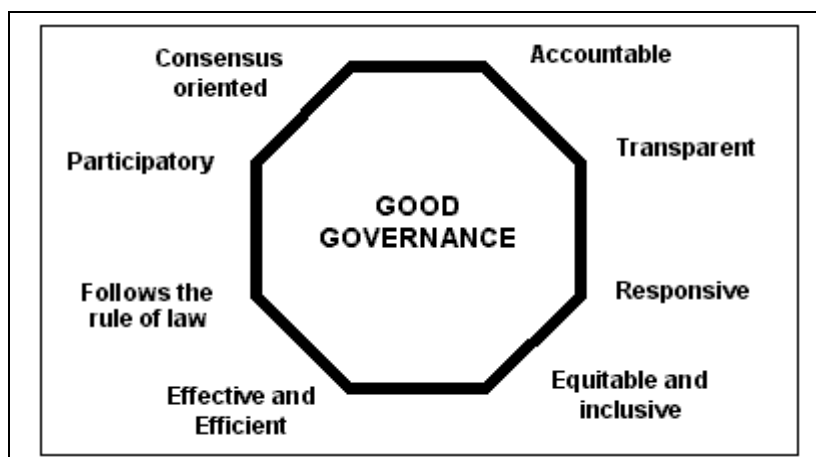 Consensus
oriented
Accountable
Participatory
Transparent
GOOD
GOVERNANCE
Follows the
rule of law
Responsive
Effective and
Efficient
Equitable and
inclusive